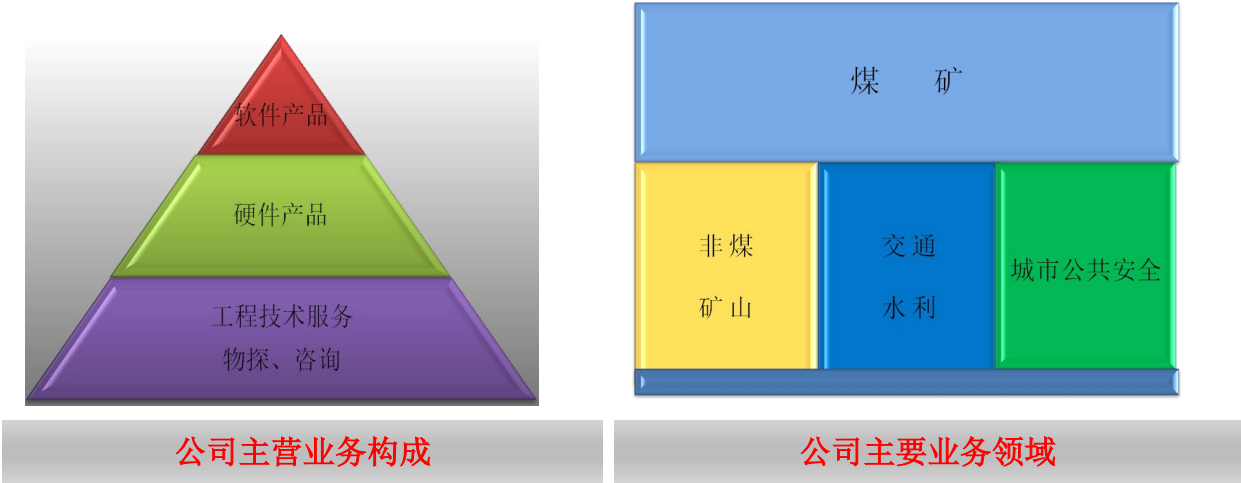 软件产品
硬件产品
工程技术服务
物探、咨询
公司主营业务构成
煤 矿
非煤
矿山
交通
水利
城市公共安全
公司主要业务领域